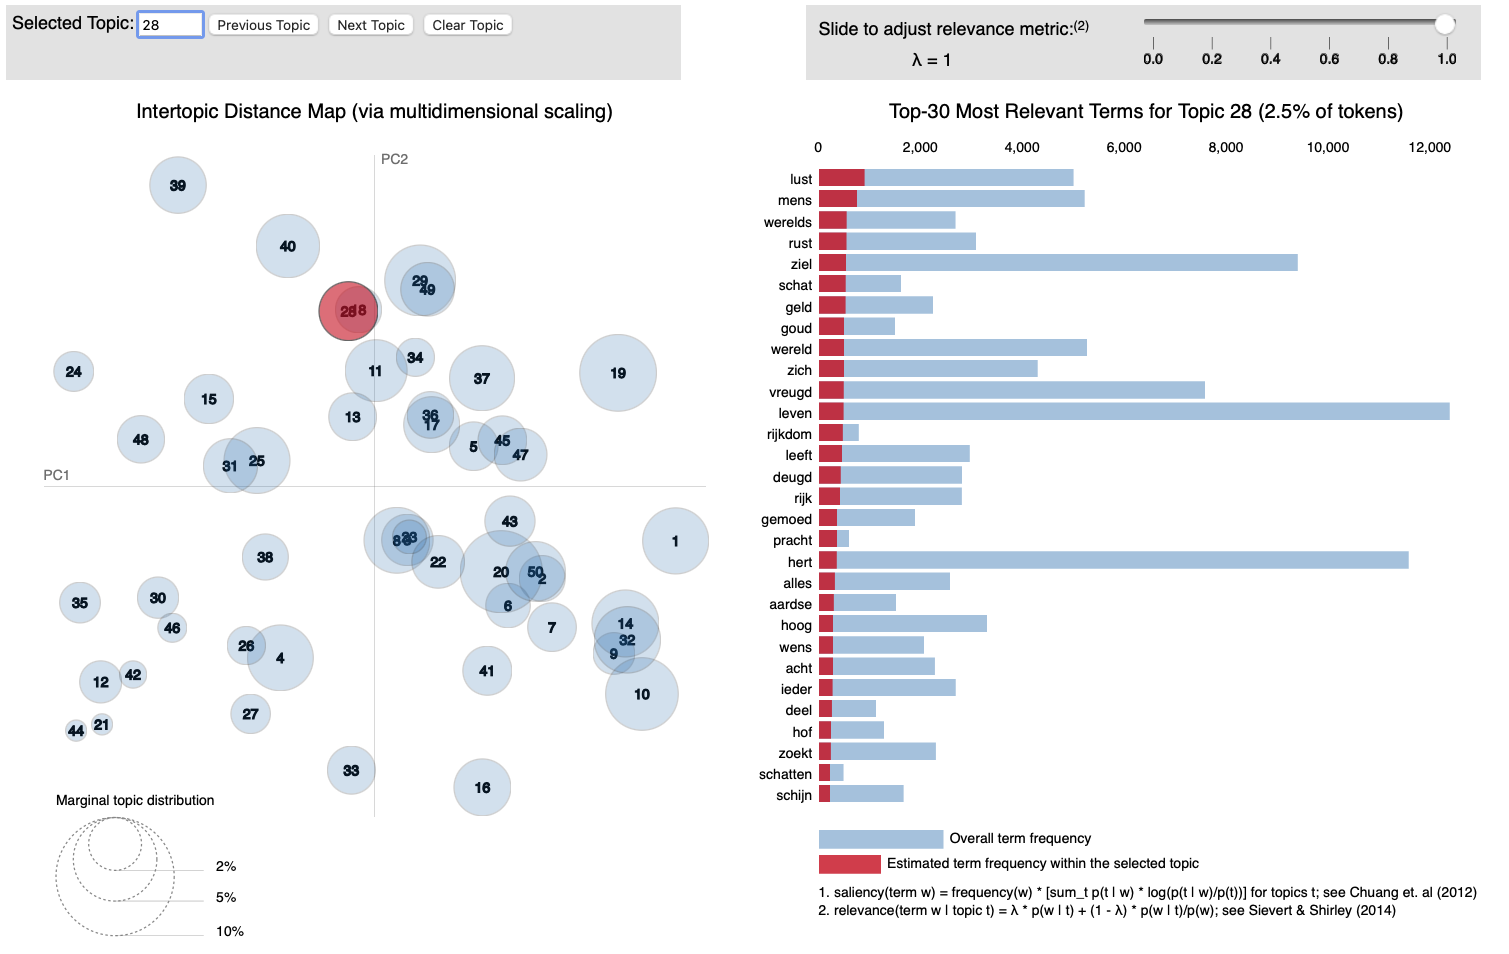 Selected Topic: 28 Previous Topic Next Topic Clear Topic
Slide to adjust relevance metric:(2)
λ = 1
0.0 0.2 0.4 0.6 0.8 1.0
Intertopic Distance Map (via multidimensional scaling)
PC2
PC1
39
40
29
49
28
18
34
11
37
19
24
15
13
36
17
48
5
45
47
31
25
43
1
8
22
38
20
50
2
6
35
30
46
7
14
32
26
9
4
41
42
12
10
27
21
44
33
16
Marginal topic distribution
2%
5%
10%
Top-30 Most Relevant Terms for Topic 28 (2.5% of tokens)
0 2,000 4,000 6,000 8,000 10,000 12,000
lust
mens
werelds
rust
ziel
schat
geld
goud
wereld
zich
vreugd
leven
rijkdom
leeft
deugd
rijk
gemoed
pracht
hert
alles
aardse
hoog
wens
acht
ieder
deel
hof
zoekt
schatten
schijn
Overall term frequency
Estimated term frequency within the selected topic
1. saliency(term w) = frequency(w) * [sum_t p(t | w) * log(p(t | w)/p(t))] for topics t; see Chuang et. al (2012)
2. relevance(term w | topic t) = λ * p(w | t) + (1 - λ) * p(w | t)/p(w); see Sievert & Shirley (2014)